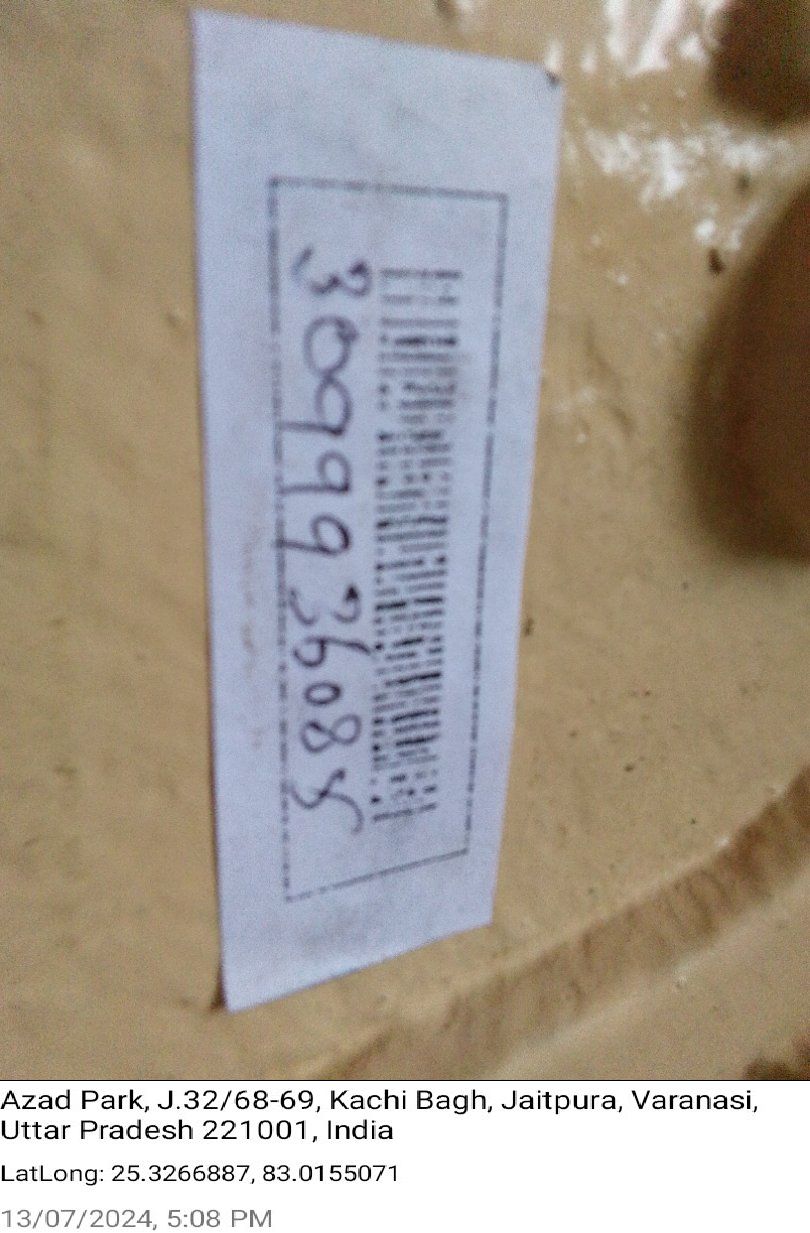 3099936085
Azad Park, J.32/68-69, Kachi Bagh, Jaitpura, Varanasi,
Uttar Pradesh 221001, India
LatLong: 25.3266887, 83.0155071
13/07/2024, 5:08 PM